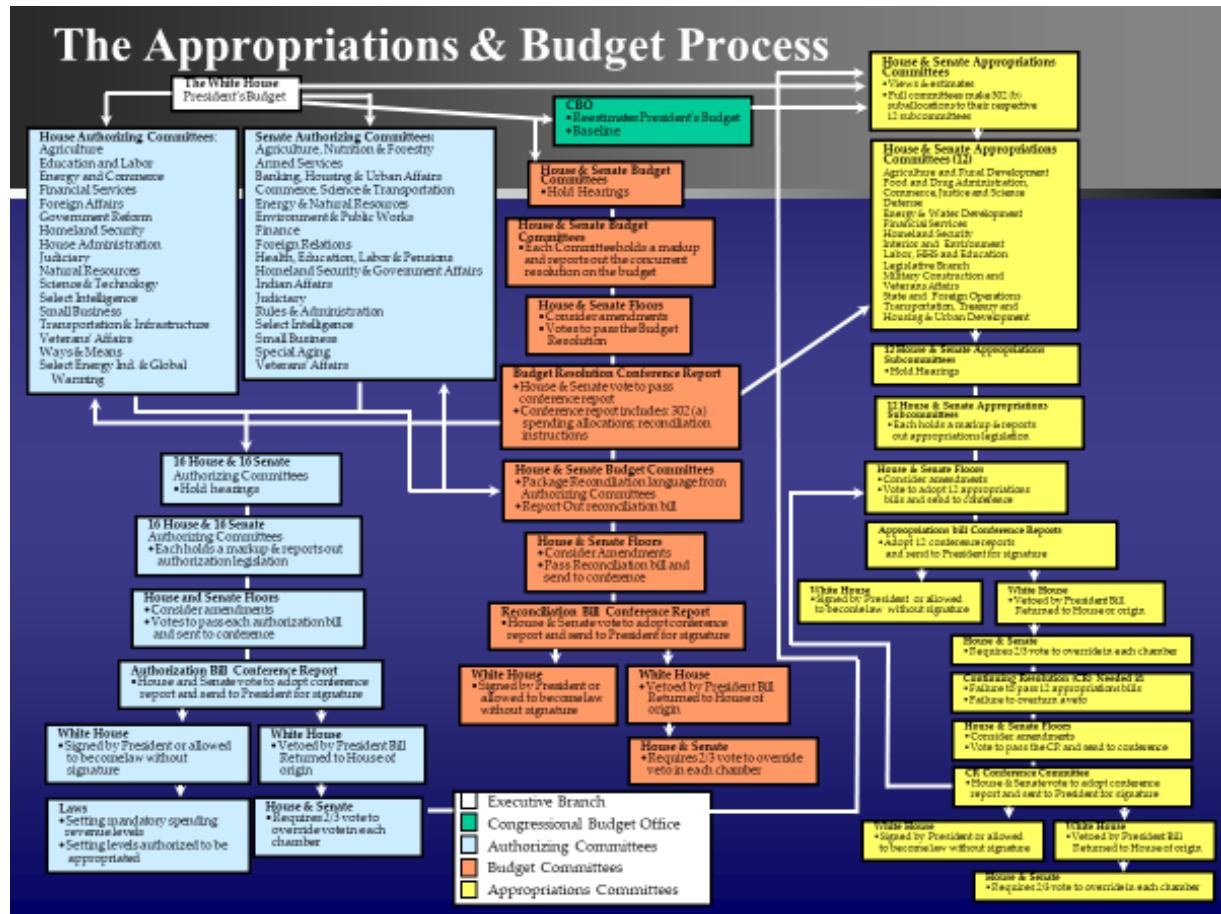 The Appropriations & Budget Process
The White House
President's Budget
CBO
✦Reestimates President's Budget
✦Baseline
House & Senate Appropriations
Committees
✦Views & estimates
✦Full committees make 302 (b)
suballocations to their respective
12 subcommittees
House Authorizing Committees:
Agriculture
Education and Labor
Energy and Commerce
Financial Services
Foreign Affairs
Government Reform
Homeland Security
House Administration
Judiciary
Natural Resources
Science & Technology
Select Intelligence
Small Business
Transportation & Infrastructure
Veterans' Affairs
Ways & Means
Select Energy Ind. & Global
Warming
Senate Authorizing Committees:
Agriculture, Nutrition & Forestry
Armed Services
Banking, Housing & Urban Affairs
Commerce, Science & Transportation
Energy & Natural Resources
Environment & Public Works
Finance
Foreign Relations
Health, Education, Labor & Pensions
Homeland Security & Government Affairs
Indian Affairs
Judiciary
Rules & Administration
Select Intelligence
Small Business
Special Aging
Veterans' Affairs
House & Senate Budget
Committees
✦Hold Hearings
House & Senate Budget
Committees
✦Each Committee holds a markup
and reports out the concurrent
resolution on the budget
House & Senate Floors
✦Consider amendments
✦Votes to pass the Budget
Resolution
Budget Resolution Conference Report
✦House & Senate vote to pass
conference report
✦Conference report includes: 302 (a)
spending allocations; reconciliation
instructions
House & Senate Budget Committees
✦Package Reconciliation language from
Authorizing Committees
✦Report Out reconciliation bill
House & Senate Floors
✦Consider Amendments
✦Pass Reconciliation bill and
send to conference
Reconciliation Bill Conference Report
✦House & Senate vote to adopt conference
report and send to President for signature
White House
✦Signed by President or
allowed to become law
without signature
White House
✦Vetoed by President Bill
Returned to House of
origin
House & Senate
✦Requires 2/3 vote to override
veto in each chamber
16 House & 16 Senate
Authorizing Committees
✦Hold hearings
16 House & 16 Senate
Authorizing Committees
✦Each holds a markup & reports out
authorization legislation
House and Senate Floors
✦Consider amendments
✦Votes to pass each authorization bill
and sent to conference
Authorization Bill Conference Report
✦House and Senate vote to adopt conference
report and send to President for signature
White House
✦Signed by President or allowed
to become law without
signature
White House
✦Vetoed by President Bill
Returned to House of
origin
Laws
✦Setting mandatory spending
revenue levels
✦Setting levels authorized to be
appropriated
House & Senate
✦Requires 2/3 vote to
override vote in each
chamber
House & Senate Appropriations
Committees (12)
Agriculture and Rural Development
Food and Drug Administration,
Commerce, Justice and Science
Defense
Energy & Water Development
Financial Services
Homeland Security
Interior and Environment
Labor, HHS and Education
Legislative Branch
Military Construction and
Veterans Affairs
State and Foreign Operations
Transportation, Treasury and
Housing & Urban Development
12 House & Senate Appropriations
Subcommittees
✦Hold Hearings
12 House & Senate Appropriations
Subcommittees
✦Each holds a markup & reports
out appropriations legislation.
House & Senate Floors
✦Consider amendments
✦Vote to adopt 12 appropriations
bills and send to conference
Appropriations bill Conference Reports
✦Adopt 12 conference reports
and send to President for signature
White House
✦Signed by President or allowed
to become law without signature
White House
✦Vetoed by President Bill
Returned to House or origin
House & Senate
✦Requires 2/3 vote to override in each chamber
Continuing Resolution (CR) Needed if:
✦Failure to pass 12 appropriations bills
✦Failure to overturn a veto
House & Senate Floors
✦Consider amendments
✦Vote to pass the CR and send to conference
CR Conference Committee
✦House & Senate vote to adopt conference
report and sent to President for signature
White House
✦Signed by President or allowed
to become law without signature
White House
✦Vetoed by President Bill
Returned to House of origin.
House & Senate
✦Requires 2/3 vote to override in each chamber
Executive Branch
Congressional Budget Office
Authorizing Committees
Budget Committees
Appropriations Committees